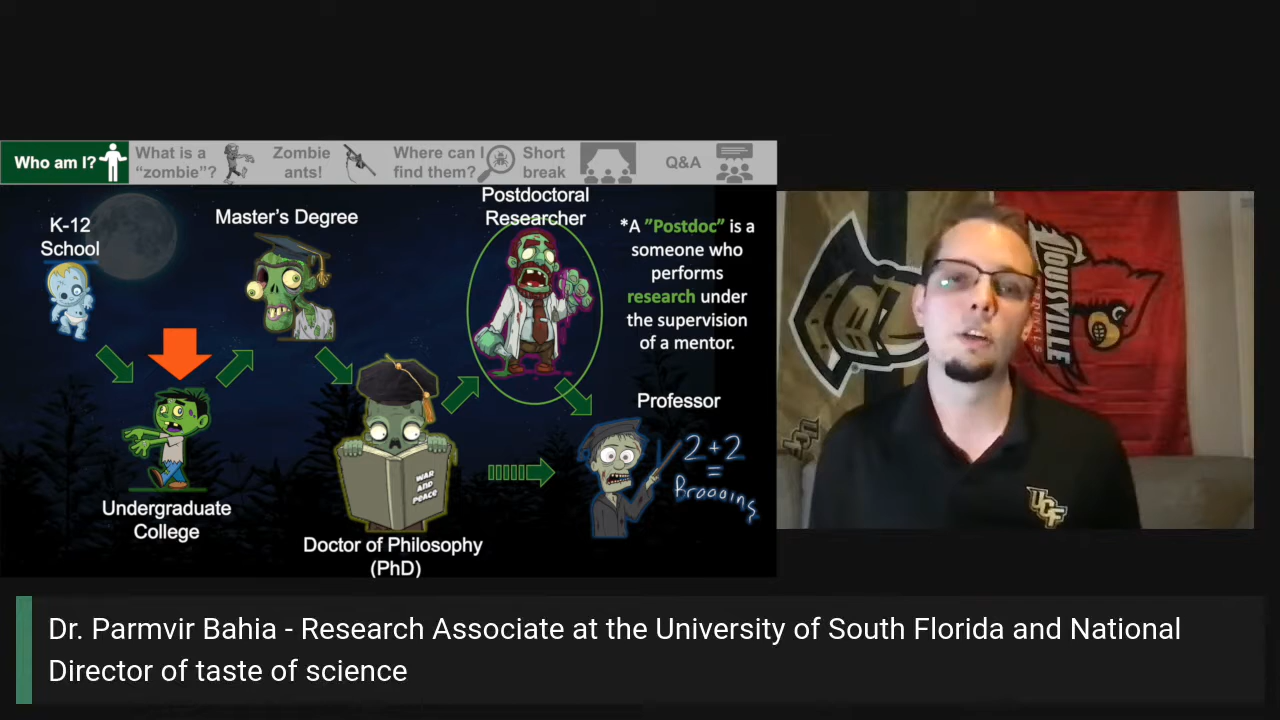 Who am I?
What is a
“zombie”?
Zombie
ants!
Where can I
find them?
Short
break
Q&A
K-12
School
Master’s Degree
Postdoctoral
Researcher
*A ”Postdoc” is a
someone who
performs
research under
the supervision
of a mentor.
Undergraduate
College
WAR
AND
PEACE
Doctor of Philosophy
(PhD)
Professor
2+2
=
Braaains
LOUISVILLE
CARDINALS
UCF
UCF
Dr. Parmvir Bahia - Research Associate at the University of South Florida and National
Director of taste of science